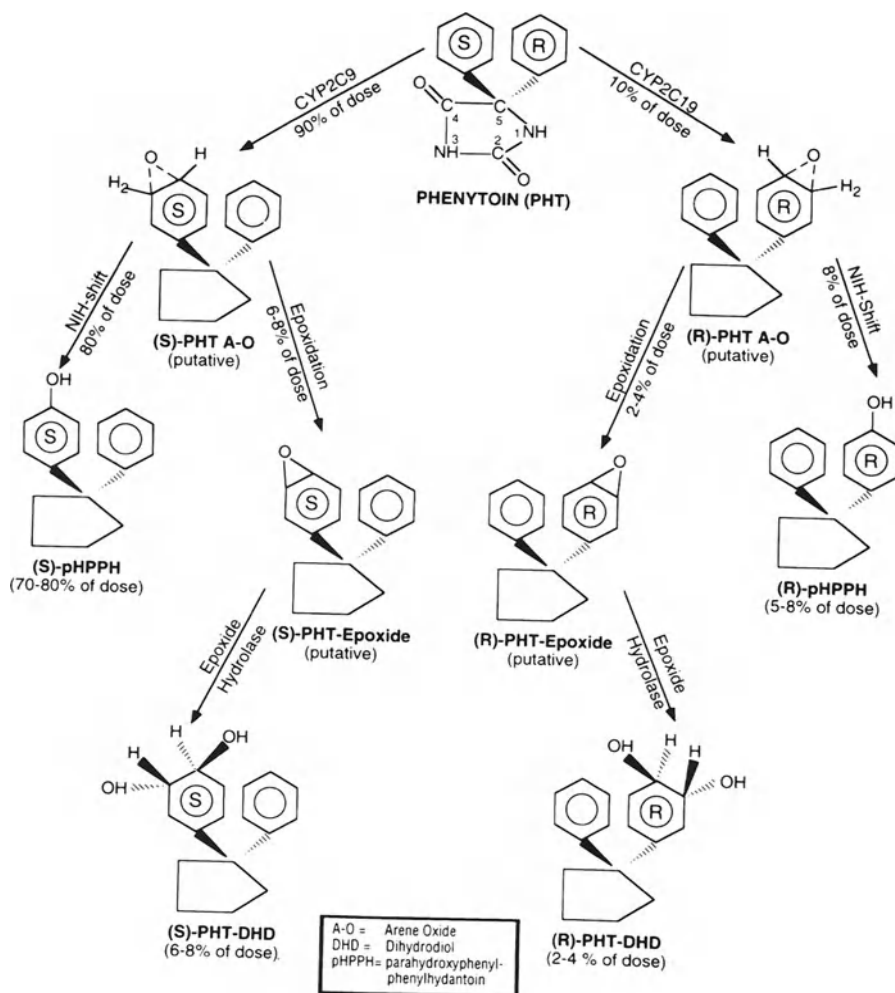 S
R
CYP2C9
90% of dose
CYP2C19
10% of dose
O
C
4
C
5
3
NH
2
C
1
NH
O
PHENYTOIN (PHT)
O
H
H2
S
H
O
H2
R
NIH-shift
80% of dose
Epoxidation
6-8% of dose
(S)-PHT A-O
(putative)
Epoxidation
2-4% of dose
(R)-PHT A-O
(putative)
NIH-Shift
8% of dose
OH
S
(S)-pHPPH
(70-80% of dose)
O
S
(S)-PHT-Epoxide
(putative)
O
R
(R)-PHT-Epoxide
(putative)
OH
R
(R)-pHPPH
(5-8% of dose)
Epoxide
Hydrolase
Epoxide
Hydrolase
H
H
OH
OH
S
(S)-PHT-DHD
(6-8% of dose)
OH
H
H
OH
R
(R)-PHT-DHD
(2-4 % of dose)
A-O = Arene Oxide
DHD = Dihydrodiol
pHPPH= parahydroxyphenyl-
phenylhydantoin